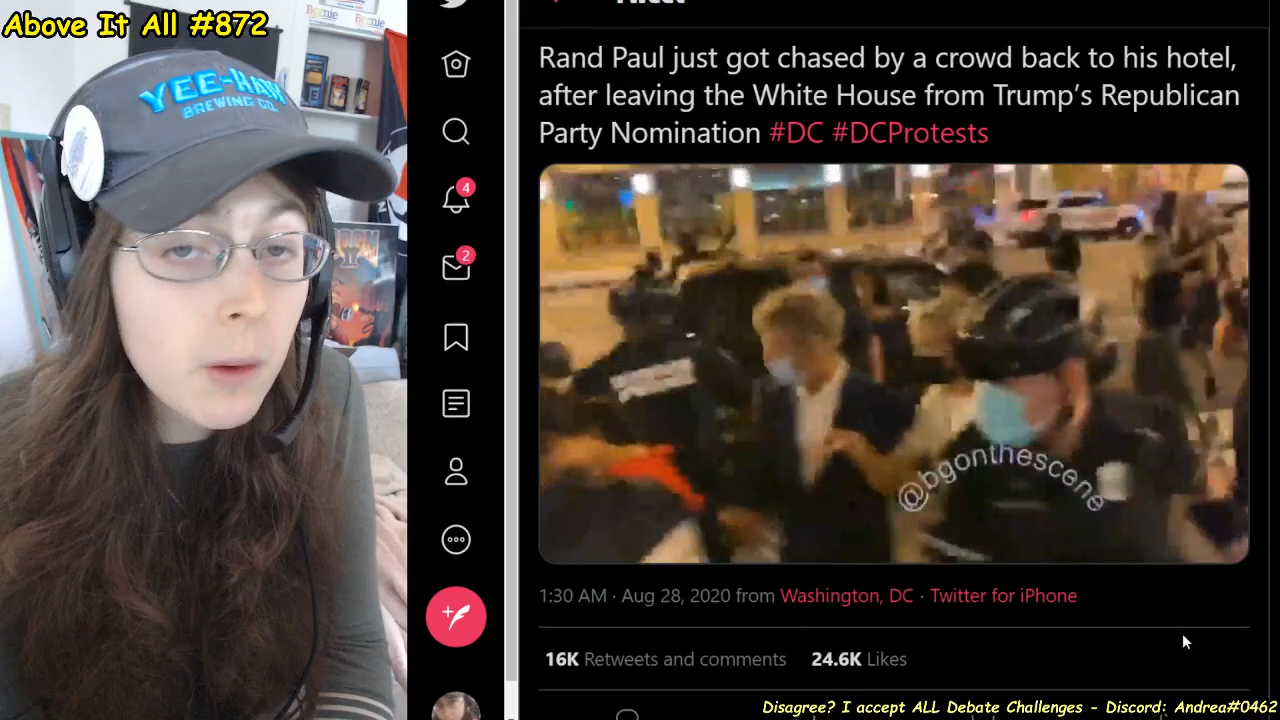 Above It All #872
Bernie
Bernie
YEE-HAW
BREWING CO.
DOOM
Tweet
4
2
Rand Paul just got chased by a crowd back to his hotel,
after leaving the White House from Trump’s Republican
Party Nomination #DC #DCProtests
@bgonthescene
1:30 AM · Aug 28, 2020 from Washington, DC · Twitter for iPhone
16K Retweets and comments 24.6K Likes
Disagree? I accept ALL Debate Challenges - Discord: Andrea#0462